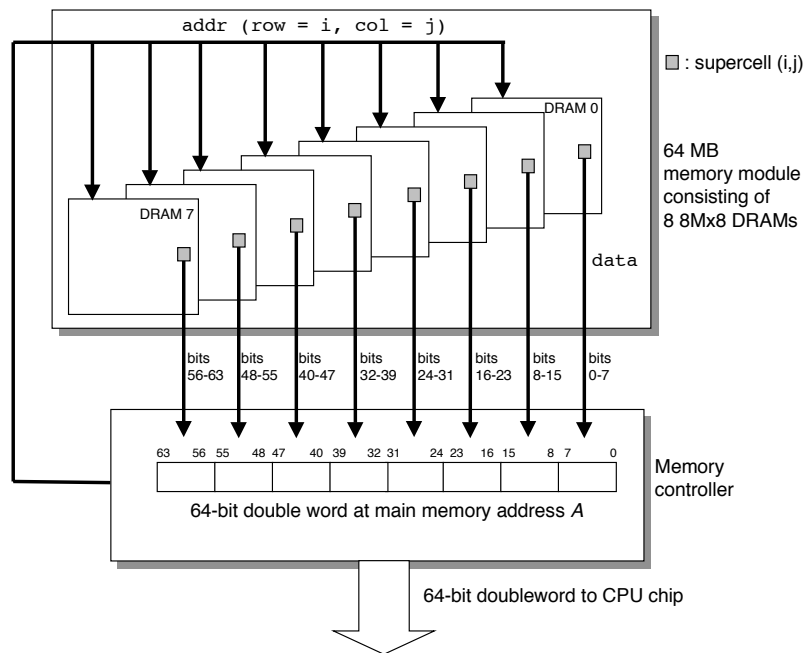 addr (row = i, col = j)
: supercell (i,j)
DRAM 0
64 MB
memory module
consisting of
8 8Mx8 DRAMs
DRAM 7
data
bits
56-63
bits
48-55
bits
40-47
bits
32-39
bits
24-31
bits
16-23
bits
8-15
bits
0-7
63 56 55 48 47 40 39 32 31 24 23 16 15 8 7 0
Memory
controller
64-bit double word at main memory address A
64-bit doubleword to CPU chip